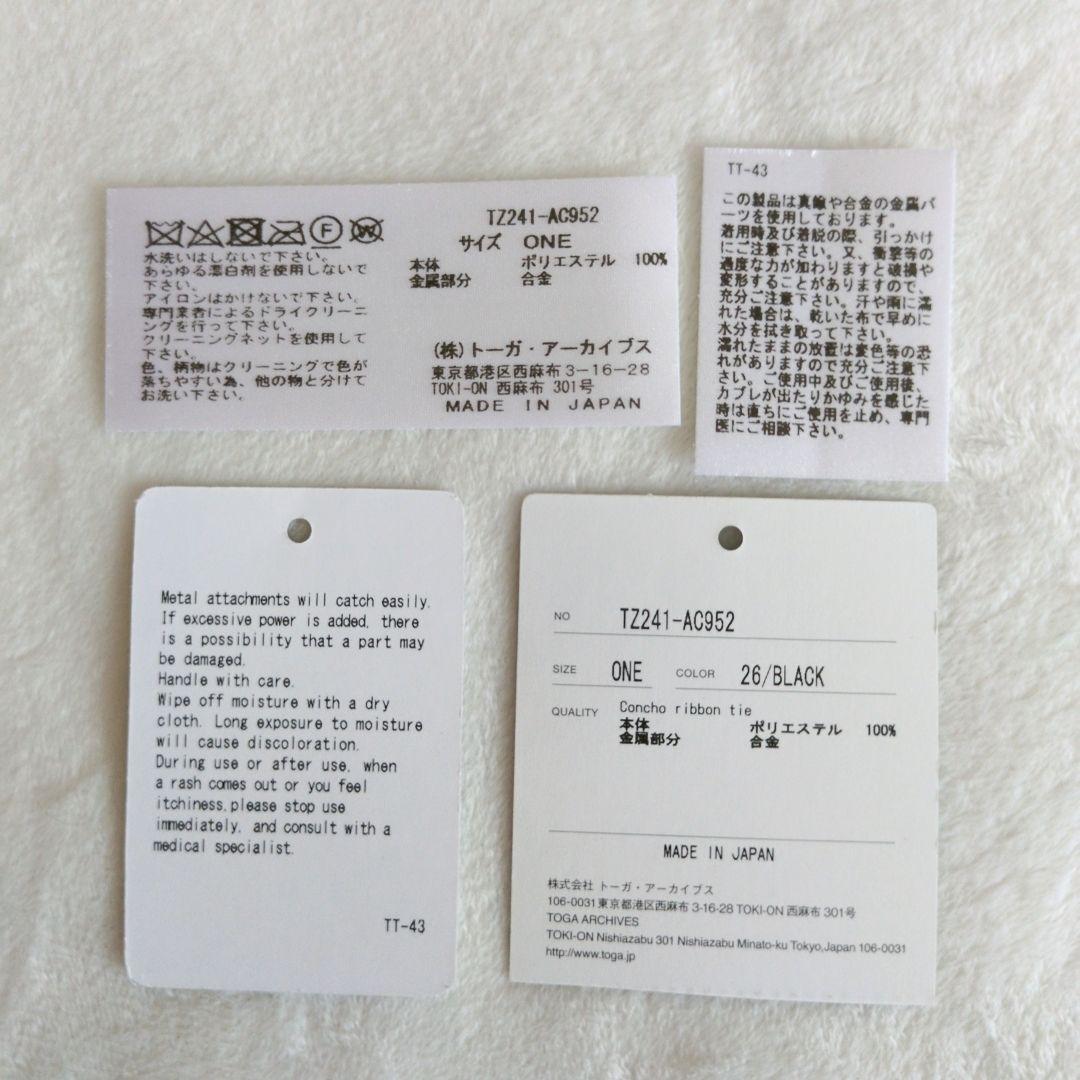 TZ241-AC952
サイズ ONE
本体 ポリエステル 100%
金属部分 合金
F W
水洗いはしないで下さい。
あらゆる漂白剤を使用しないで
下さい。
アイロンはかけないで下さい。
専門業者によるドライクリーニ
ングを行って下さい。
クリーニングネットを使用して
下さい。
色、柄物はクリーニングで色が
落ちやすい為、他の物と分けて
お洗い下さい。
(株)トーガ・アーカイブス
東京都港区西麻布3-16-28
TOKI-ON 西麻布 301号
MADE IN JAPAN
TT-43
この製品は真鍮や合金の金属パ
ーツを使用しております。
着用時及び着脱の際、引っかけ
にご注意下さい。又、衝撃等の
過度な力が加わりますと破損や
変形することがありますので、
充分ご注意下さい。汗や雨に濡
れた場合は、乾いた布で早めに
水分を拭き取って下さい。
濡れたままの放置は変色等の恐
れがありますので充分ご注意下
さい。ご使用中及びご使用後、
カブレが出たりかゆみを感じた
時は直ちにご使用を止め、専門
医にご相談下さい。
Metal attachments will catch easily.
If excessive power is added, there
is a possibility that a part may
be damaged.
Handle with care.
Wipe off moisture with a dry
cloth. Long exposure to moisture
will cause discoloration.
During use or after use, when
a rash comes out or you feel
itchiness,please stop use
immediately, and consult with a
medical specialist.
TT-43
NO TZ241-AC952
SIZE ONE COLOR 26/BLACK
QUALITY Concho ribbon tie
本体 ポリエステル 100%
金属部分 合金
MADE IN JAPAN
株式会社 トーガ・アーカイブス
106-0031東京都港区西麻布 3-16-28 TOKI-ON 西麻布 301号
TOGA ARCHIVES
TOKI-ON Nishiazabu 301 Nishiazabu Minato-ku Tokyo,Japan 106-0031
http://www.toga.jp